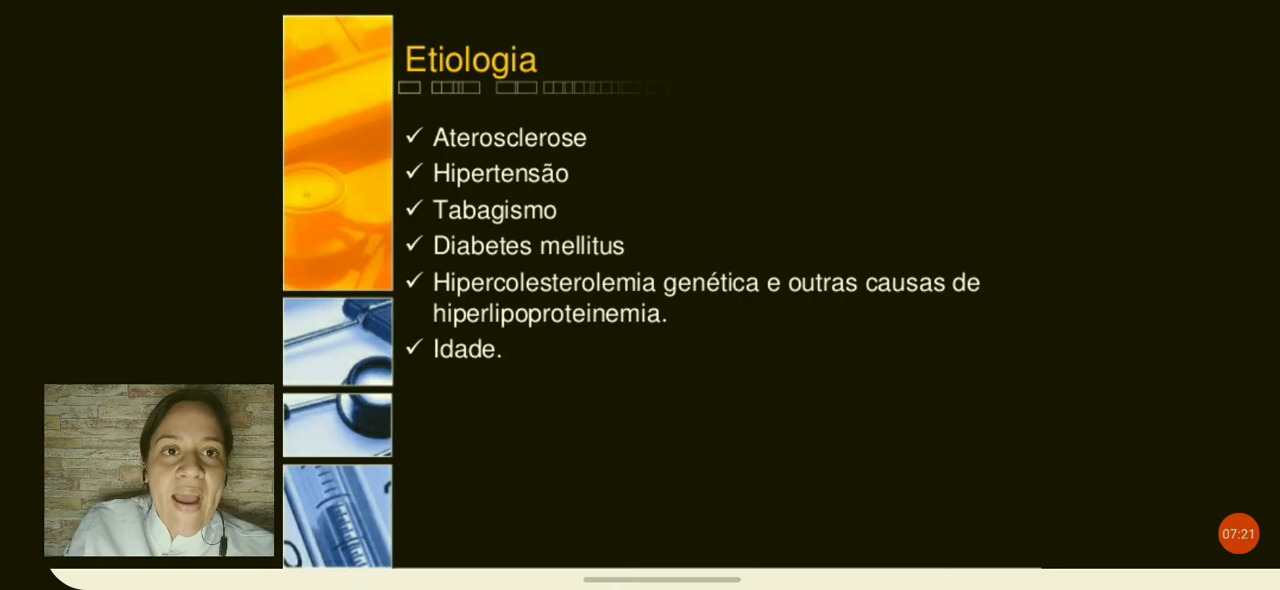 Etiologia
✓ Aterosclerose
✓ Hipertensão
✓ Tabagismo
✓ Diabetes mellitus
✓ Hipercolesterolemia genética e outras causas de
hiperlipoproteinemia.
✓ Idade.
07:21